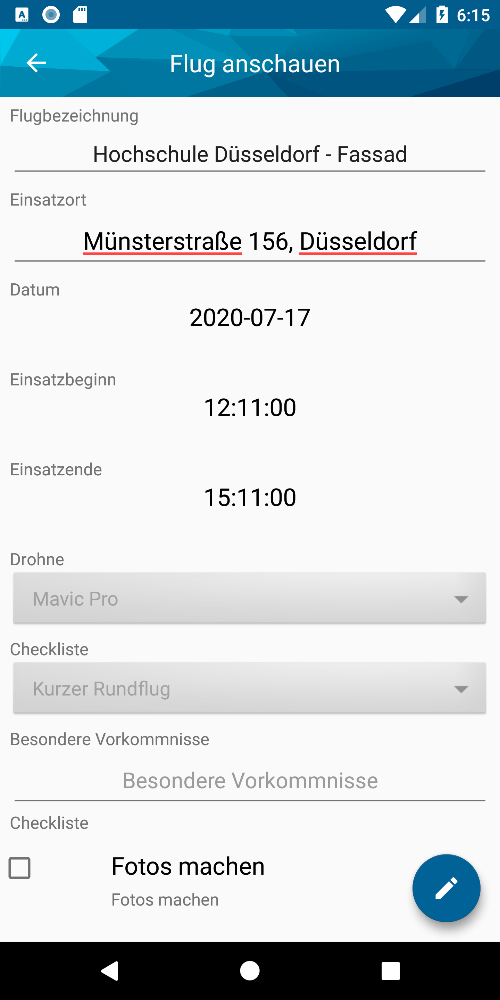 6:15
Flug anschauen
Flugbezeichnung
Hochschule Düsseldorf - Fassad
Einsatzort
Münsterstraße 156, Düsseldorf
Datum
2020-07-17
Einsatzbeginn
12:11:00
Einsatzende
15:11:00
Drohne
Mavic Pro
Checkliste
Kurzer Rundflug
Besondere Vorkommnisse
Besondere Vorkommnisse
Checkliste
Fotos machen
Fotos machen